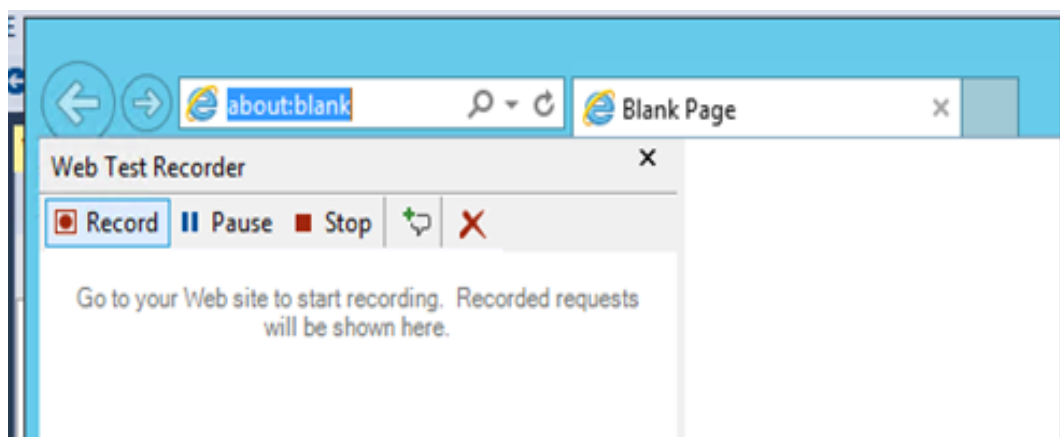 about:blank
Blank Page
Web Test Recorder
Record Pause Stop
Go to your Web site to start recording. Recorded requests
will be shown here.